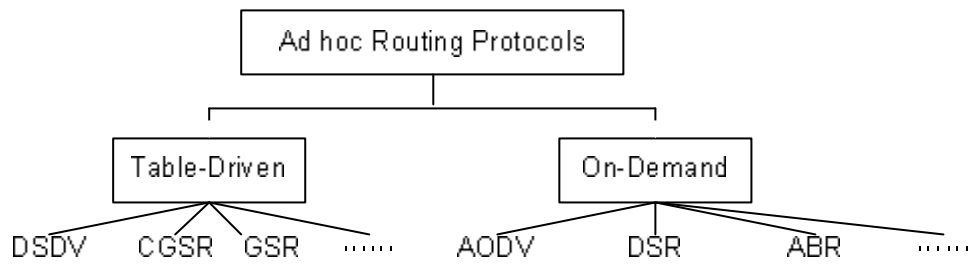 Ad hoc Routing Protocols
Table-Driven On-Demand
DSDV CGSR GSR ...... AODV DSR ABR ......